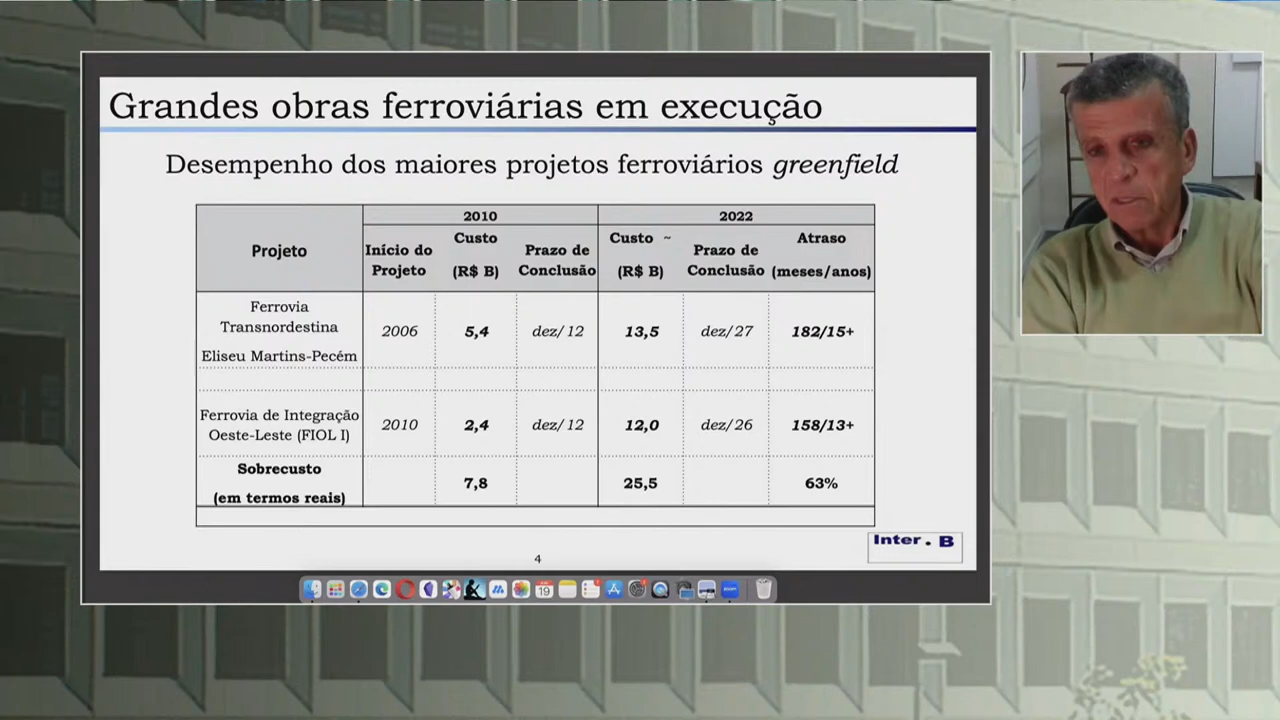 Grandes obras ferroviárias em execução
Desempenho dos maiores projetos ferroviários greenfield
Projeto
2010
2022
Início do Projeto
Custo (R$ B)
Prazo de Conclusão
Custo ~ (R$ B)
Prazo de Conclusão
Atraso (meses/anos)
Ferrovia
Transnordestina
Eliseu Martins-Pecém
2006
5,4
dez/12
13,5
dez/27
182/15+
Ferrovia de Integração
Oeste-Leste (FIOL I)
2010
2,4
dez/12
12,0
dez/26
158/13+
Sobrecusto
(em termos reais)
7,8
25,5
63%
Inter.B
4
19